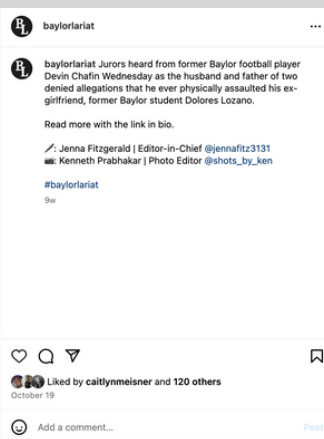 BL baylorlariat
BL baylorlariat Jurors heard from former Baylor football player
Devin Chafin Wednesday as the husband and father of two
denied allegations that he ever physically assaulted his ex-
girlfriend, former Baylor student Dolores Lozano.
Read more with the link in bio.
: Jenna Fitzgerald | Editor-in-Chief @jennafitz3131
: Kenneth Prabhakar | Photo Editor @shots_by_ken
#baylorlariat
9w
Liked by caitlynmeisner and 120 others
October 19
Add a comment...
Post